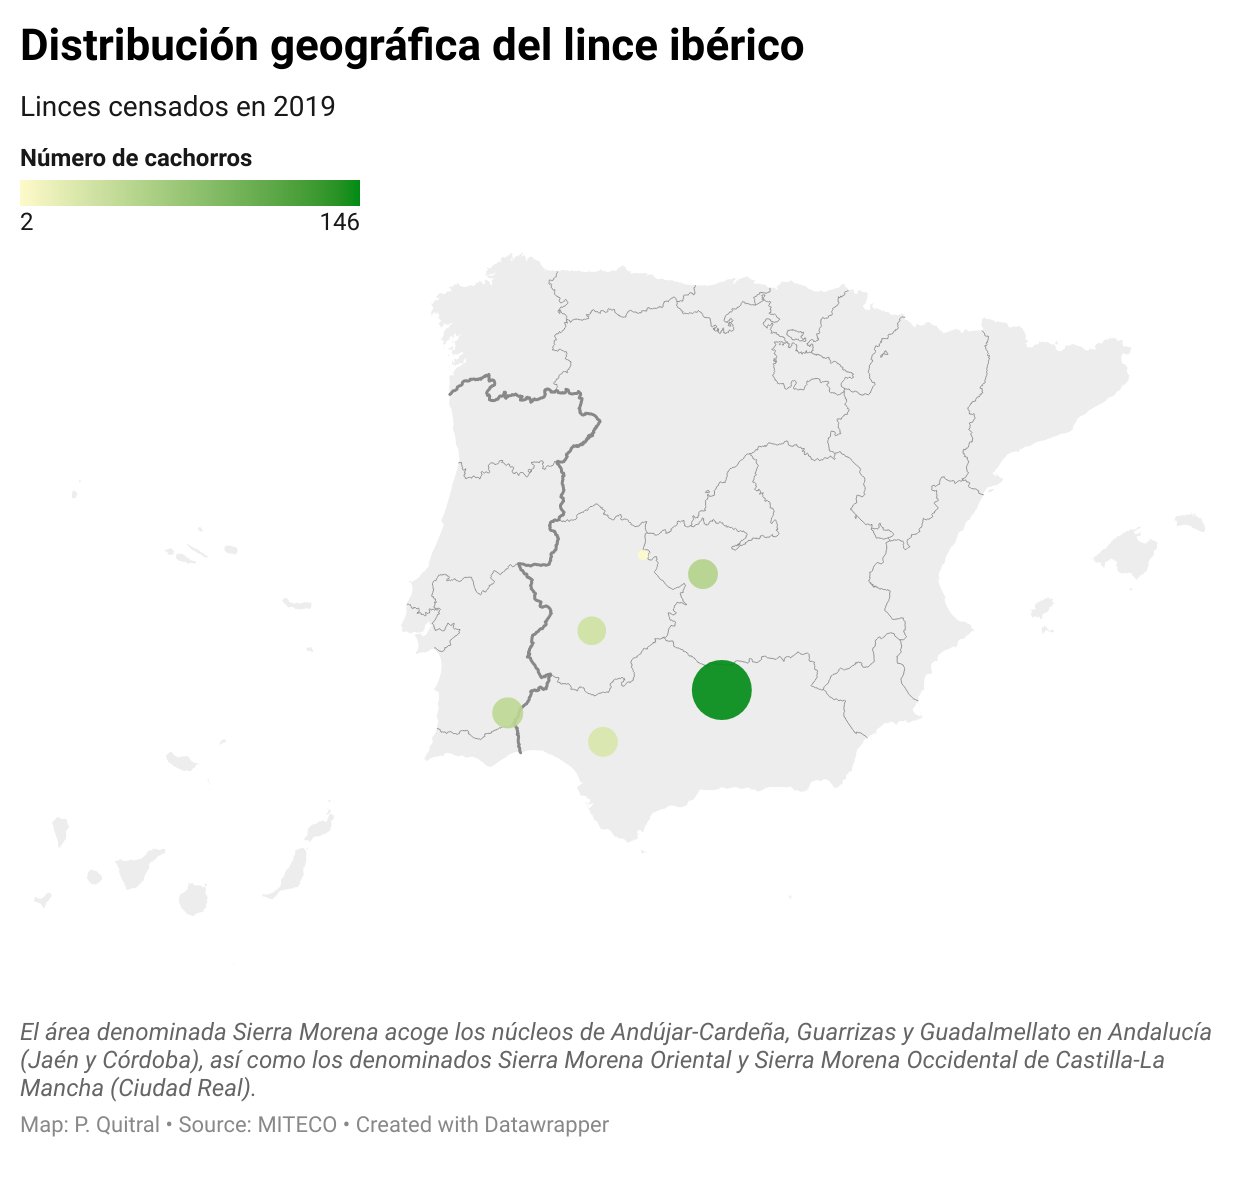 Distribución geográfica del lince ibérico
Linces censados en 2019
Número de cachorros
2 146
El área denominada Sierra Morena acoge los núcleos de Andújar-Cardeña, Guarrizas y Guadalmellato en Andalucía
(Jaén y Córdoba), así como los denominados Sierra Morena Oriental y Sierra Morena Occidental de Castilla-La
Mancha (Ciudad Real).
Map: P. Quitral • Source: MITECO • Created with Datawrapper